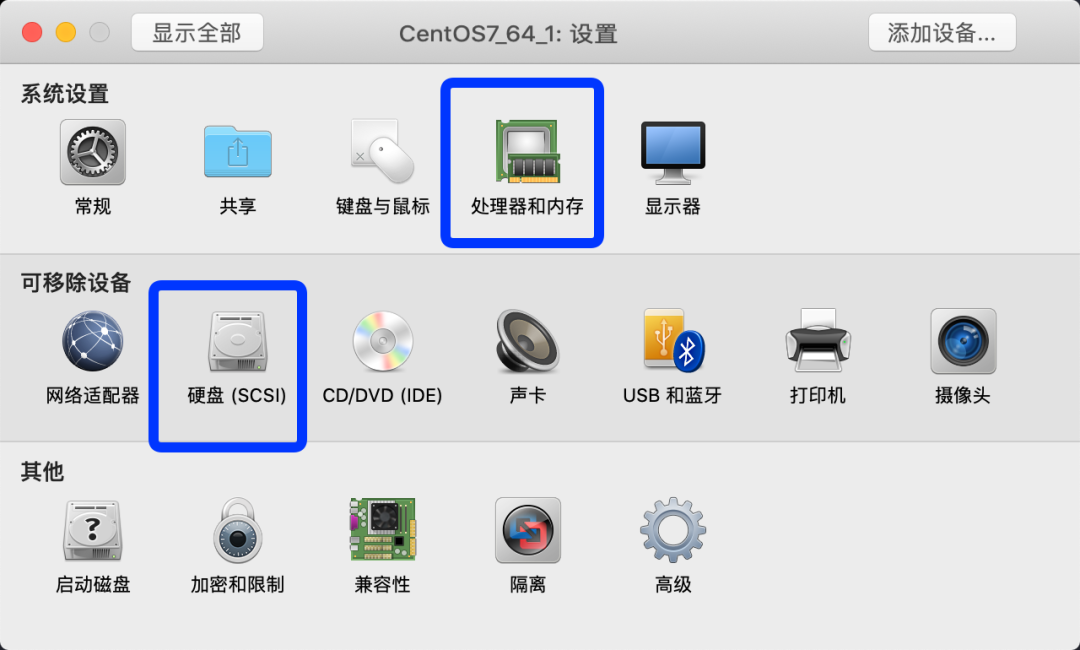 显示全部 CentOS7_64_1: 设置 添加设备...
系统设置
常规 共享 键盘与鼠标 处理器和内存 显示器
可移除设备
网络适配器 硬盘 (SCSI) CD/DVD (IDE) 声卡 USB 和蓝牙 打印机 摄像头
其他
?
启动磁盘 加密和限制 兼容性 隔离 高级